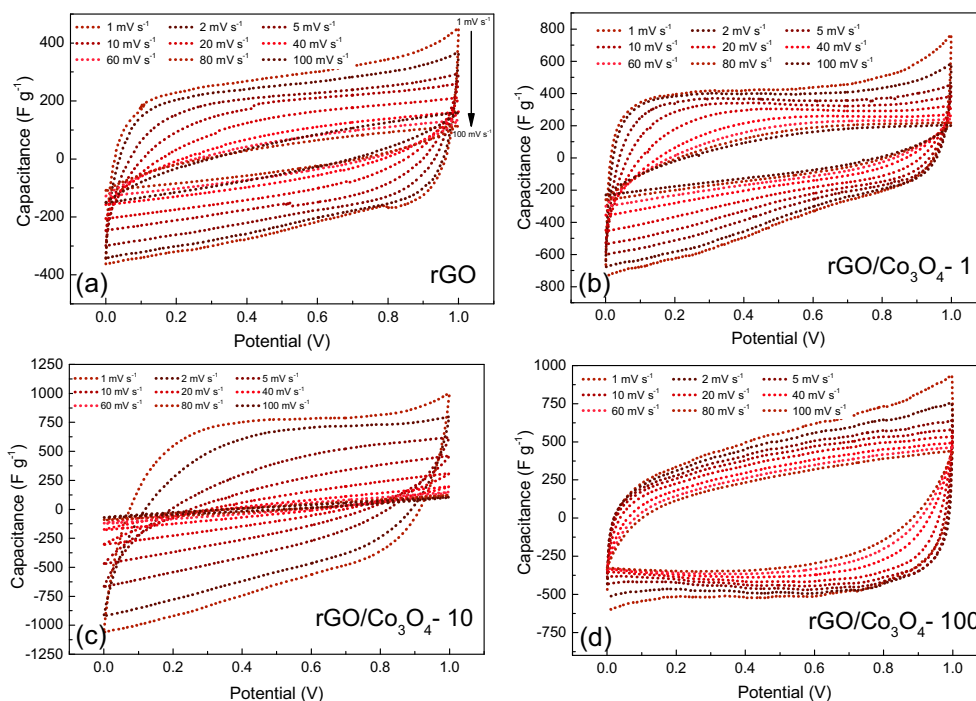 1 mV s⁻¹ 2 mV s⁻¹ 5 mV s⁻¹ 1 mV s⁻¹
10 mV s⁻¹ 20 mV s⁻¹ 40 mV s⁻¹
60 mV s⁻¹ 80 mV s⁻¹ 100 mV s⁻¹
100 mV s⁻¹
400
200
0
-200
-400
Capacitance (F g⁻¹)
(a) rGO
0.0 0.2 0.4 0.6 0.8 1.0
Potential (V)
1 mV s⁻¹ 2 mV s⁻¹ 5 mV s⁻¹
10 mV s⁻¹ 20 mV s⁻¹ 40 mV s⁻¹
60 mV s⁻¹ 80 mV s⁻¹ 100 mV s⁻¹
800
600
400
200
0
-200
-400
-600
-800
Capacitance (F g⁻¹)
(b) rGO/Co₃O₄- 1
0.0 0.2 0.4 0.6 0.8 1.0
Potential (V)
1 mV s⁻¹ 2 mV s⁻¹ 5 mV s⁻¹
10 mV s⁻¹ 20 mV s⁻¹ 40 mV s⁻¹
60 mV s⁻¹ 80 mV s⁻¹ 100 mV s⁻¹
1250
1000
750
500
250
0
-250
-500
-750
-1000
-1250
Capacitance (F g⁻¹)
(c) rGO/Co₃O₄- 10
0.0 0.2 0.4 0.6 0.8 1.0
Potential (V)
1 mV s⁻¹ 2 mV s⁻¹ 5 mV s⁻¹
10 mV s⁻¹ 20 mV s⁻¹ 40 mV s⁻¹
60 mV s⁻¹ 80 mV s⁻¹ 100 mV s⁻¹
1000
750
500
250
0
-250
-500
-750
Capacitance (F g⁻¹)
(d) rGO/Co₃O₄- 100
0.0 0.2 0.4 0.6 0.8 1.0
Potential (V)